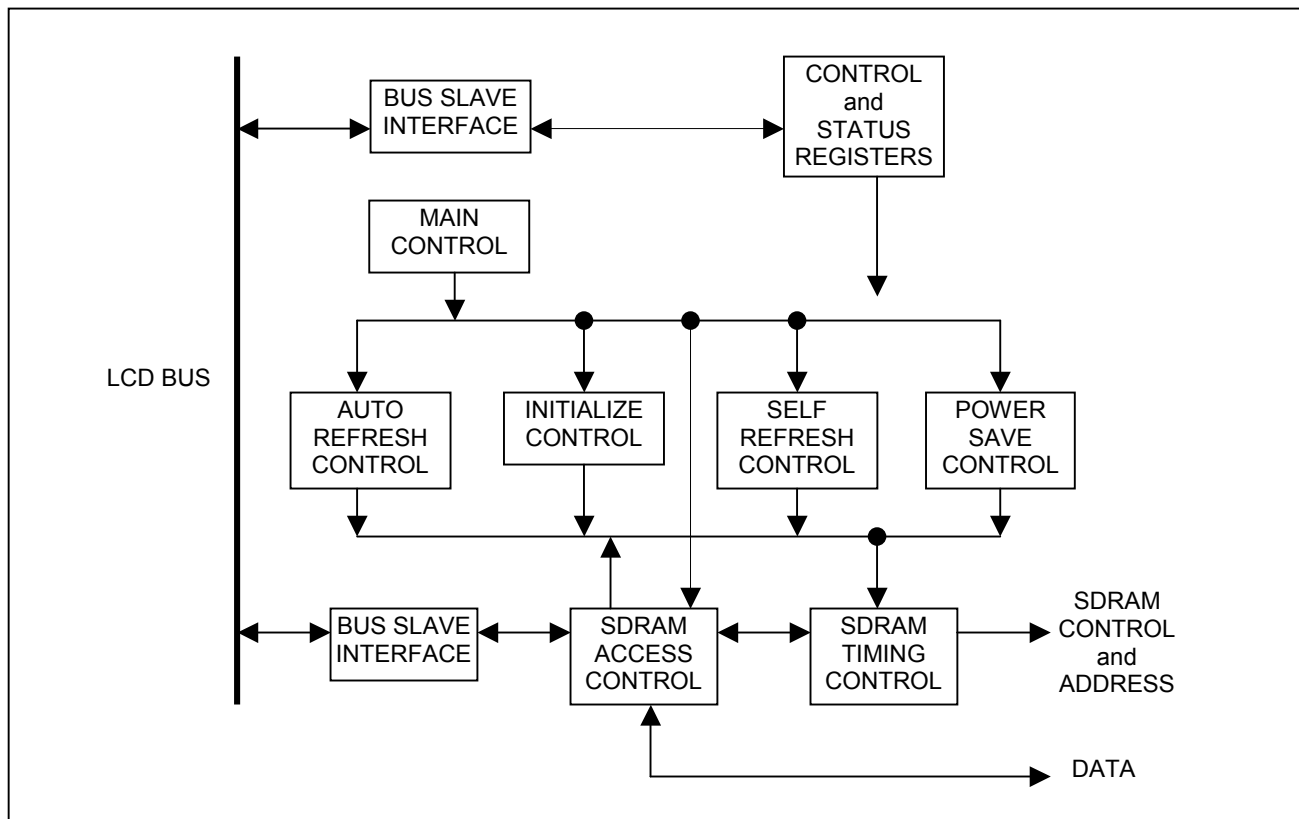 CONTROL
and
STATUS
REGISTERS
BUS SLAVE
INTERFACE
MAIN
CONTROL
LCD BUS
AUTO
REFRESH
CONTROL
INITIALIZE
CONTROL
SELF
REFRESH
CONTROL
POWER
SAVE
CONTROL
BUS SLAVE
INTERFACE
SDRAM
ACCESS
CONTROL
SDRAM
TIMING
CONTROL
SDRAM
CONTROL
and
ADDRESS
DATA